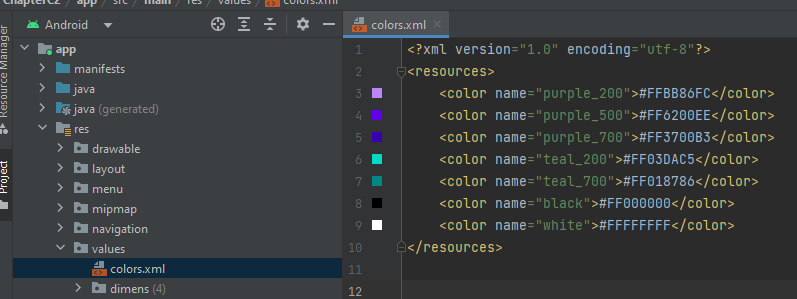 ChapterC2 / app / src / main / res / values / colors.xml
Android
colors.xml
Resource Manager
Project
app
manifests
java
java (generated)
res
drawable
layout
menu
mipmap
navigation
values
colors.xml
dimens (4)
1 <?xml version="1.0" encoding="utf-8"?>
2 <resources>
3 <color name="purple_200">#FFBB86FC</color>
4 <color name="purple_500">#FF6200EE</color>
5 <color name="purple_700">#FF3700B3</color>
6 <color name="teal_200">#FF03DAC5</color>
7 <color name="teal_700">#FF018786</color>
8 <color name="black">#FF000000</color>
9 <color name="white">#FFFFFFFF</color>
10 </resources>
11
12